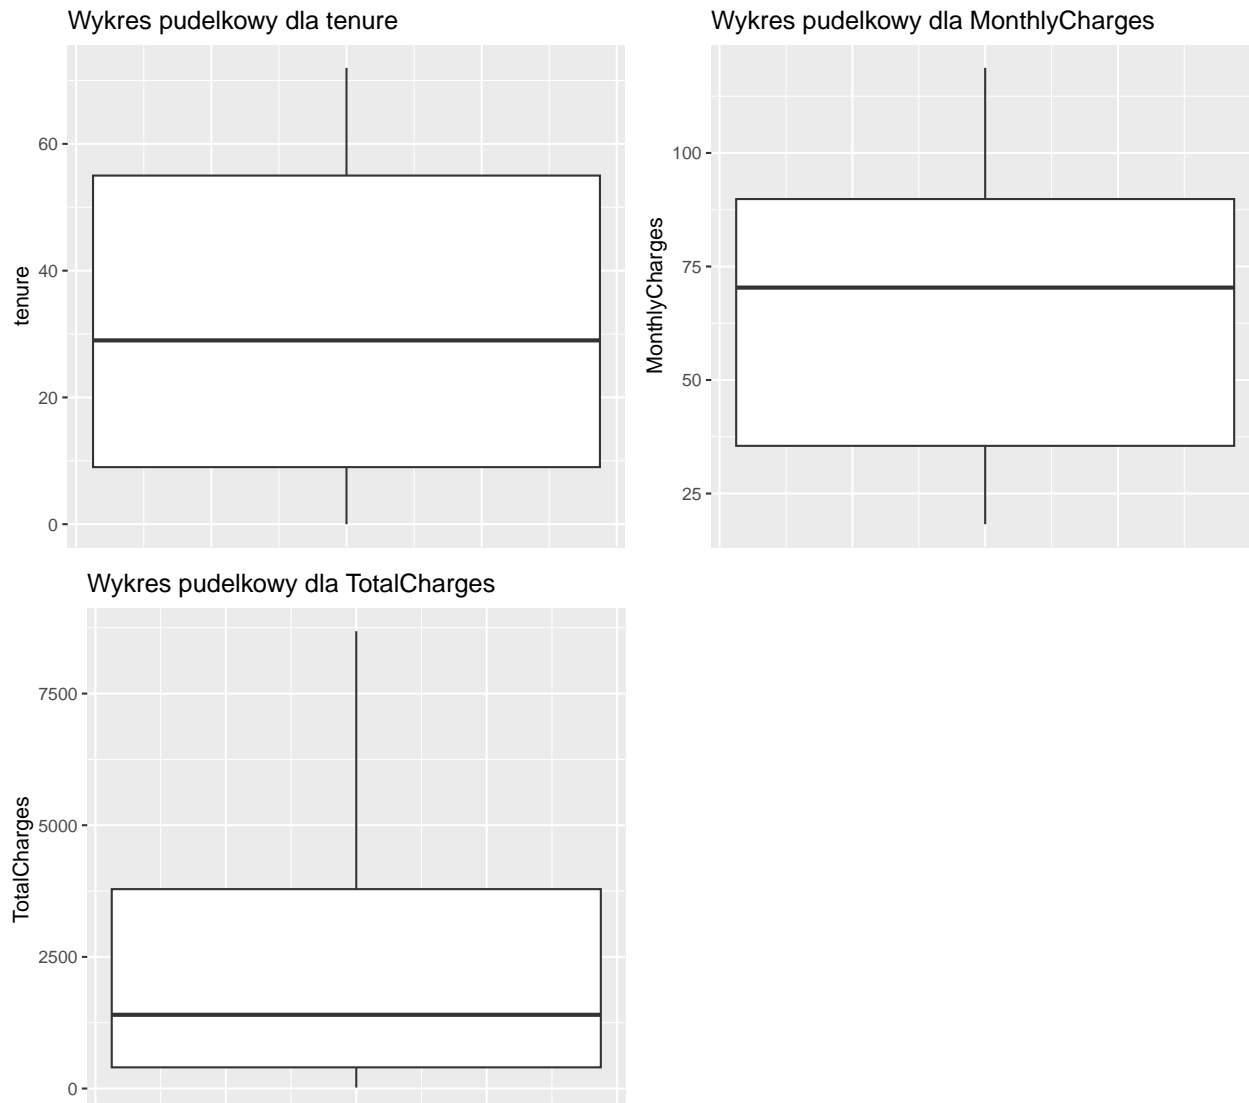 Wykres pudelkowy dla tenure
60
40
20
0
tenure
Wykres pudelkowy dla MonthlyCharges
100
75
50
25
MonthlyCharges
Wykres pudelkowy dla TotalCharges
7500
5000
2500
0
TotalCharges